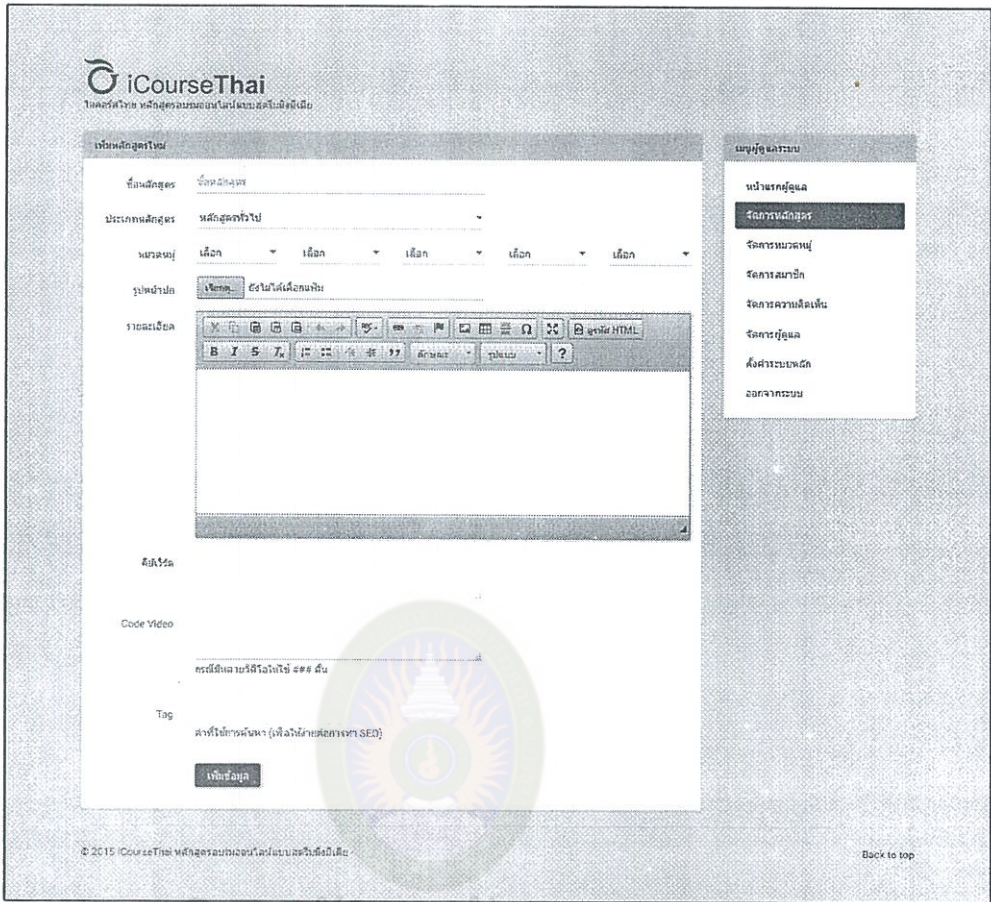 iCourseThai
ไอคอร์สไทย หลักสูตรอบรมออนไลน์แบบสตรีมมิ่งมีเดีย
เพิ่มหลักสูตรใหม่
ชื่อหลักสูตร ชื่อหลักสูตร
ประเภทหลักสูตร หลักสูตรทั่วไป
หมวดหมู่ เลือก เลือก เลือก เลือก เลือก
รูปหน้าปก เลือก... ยังไม่ได้เลือกแฟ้ม
รายละเอียด
ดูรหัส HTML
B I S Tx ลักษณะ รูปแบบ ?
คีย์เวิร์ด
Code Video
กรณีมีหลายวิดีโอให้ใช้ ### คั่น
Tag
คำที่ใช้การค้นหา (เพื่อให้ง่ายต่อการทำ SEO)
เพิ่มข้อมูล
เมนูผู้ดูแลระบบ
หน้าแรกผู้ดูแล
จัดการหลักสูตร
จัดการหมวดหมู่
จัดการสมาชิก
จัดการความคิดเห็น
จัดการผู้ดูแล
ตั้งค่าระบบหลัก
ออกจากระบบ
© 2015 iCourseThai หลักสูตรอบรมออนไลน์แบบสตรีมมิ่งมีเดีย -
Back to top